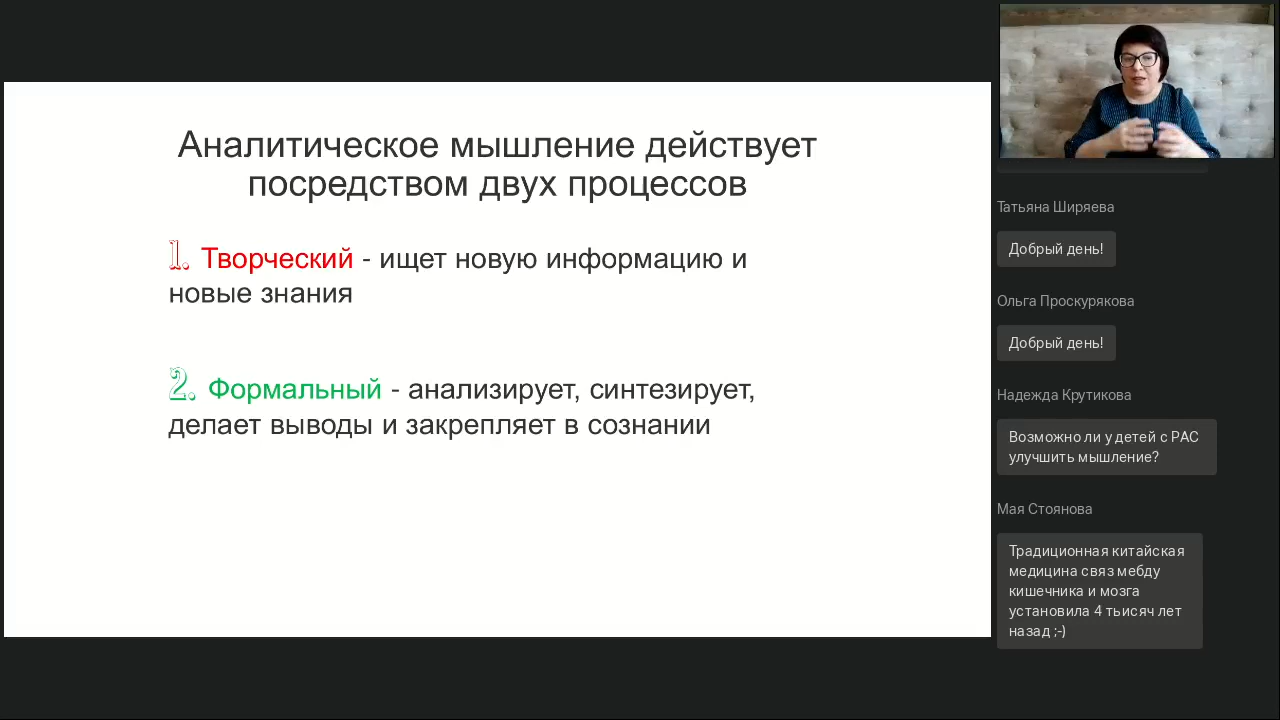 Аналитическое мышление действует
посредством двух процессов
1. Творческий - ищет новую информацию и
новые знания
2. Формальный - анализирует, синтезирует,
делает выводы и закрепляет в сознании
Татьяна Ширяева
Добрый день!
Ольга Проскурякова
Добрый день!
Надежда Крутикова
Возможно ли у детей с РАС
улучшить мышление?
Мая Стоянова
Традиционная китайская
медицина связ мебду
кишечника и мозга
установила 4 тьисяч лет
назад ;-)